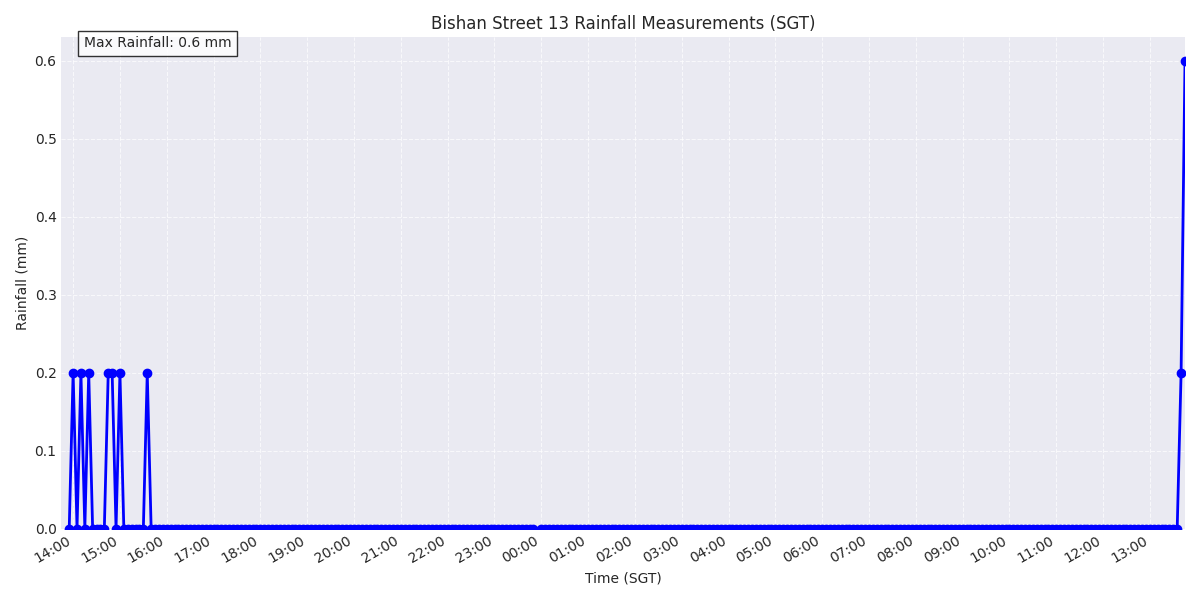 Bishan Street 13 Rainfall Measurements (SGT)
Max Rainfall: 0.6 mm
0.6
0.5
0.4
0.3
0.2
0.1
0.0
Rainfall (mm)
14:00 15:00 16:00 17:00 18:00 19:00 20:00 21:00 22:00 23:00 00:00 01:00 02:00 03:00 04:00 05:00 06:00 07:00 08:00 09:00 10:00 11:00 12:00 13:00
Time (SGT)